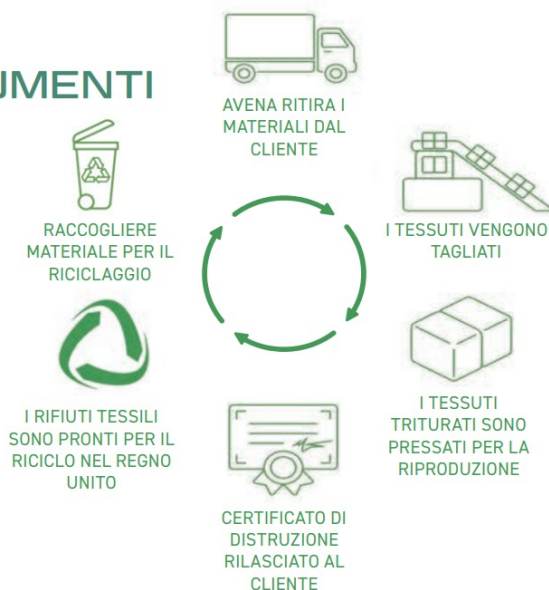 UMENTI
AVENA RITIRA I
MATERIALI DAL
CLIENTE
I TESSUTI VENGONO
TAGLIATI
I TESSUTI
TRITURATI SONO
PRESSATI PER LA
RIPRODUZIONE
CERTIFICATO DI
DISTRUZIONE
RILASCIATO AL
CLIENTE
I RIFIUTI TESSILI
SONO PRONTI PER IL
RICICLO NEL REGNO
UNITO
RACCOGLIERE
MATERIALE PER IL
RICICLAGGIO